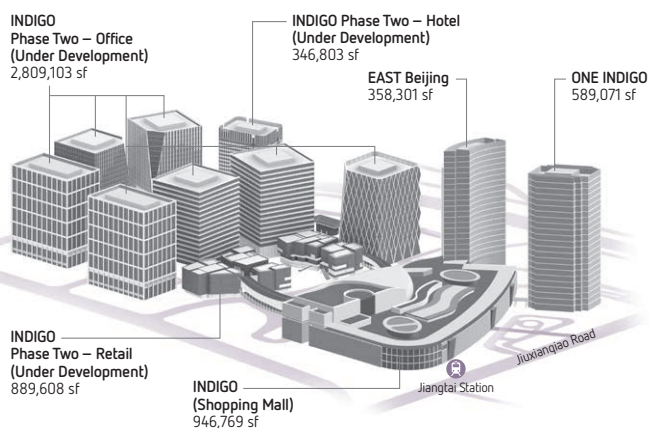 INDIGO
Phase Two – Office
(Under Development)
2,809,103 sf
INDIGO Phase Two – Hotel
(Under Development)
346,803 sf
EAST Beijing
358,301 sf
ONE INDIGO
589,071 sf
INDIGO
Phase Two – Retail
(Under Development)
889,608 sf
INDIGO
(Shopping Mall)
946,769 sf
Jiangtai Station
Jiuxianqiao Road